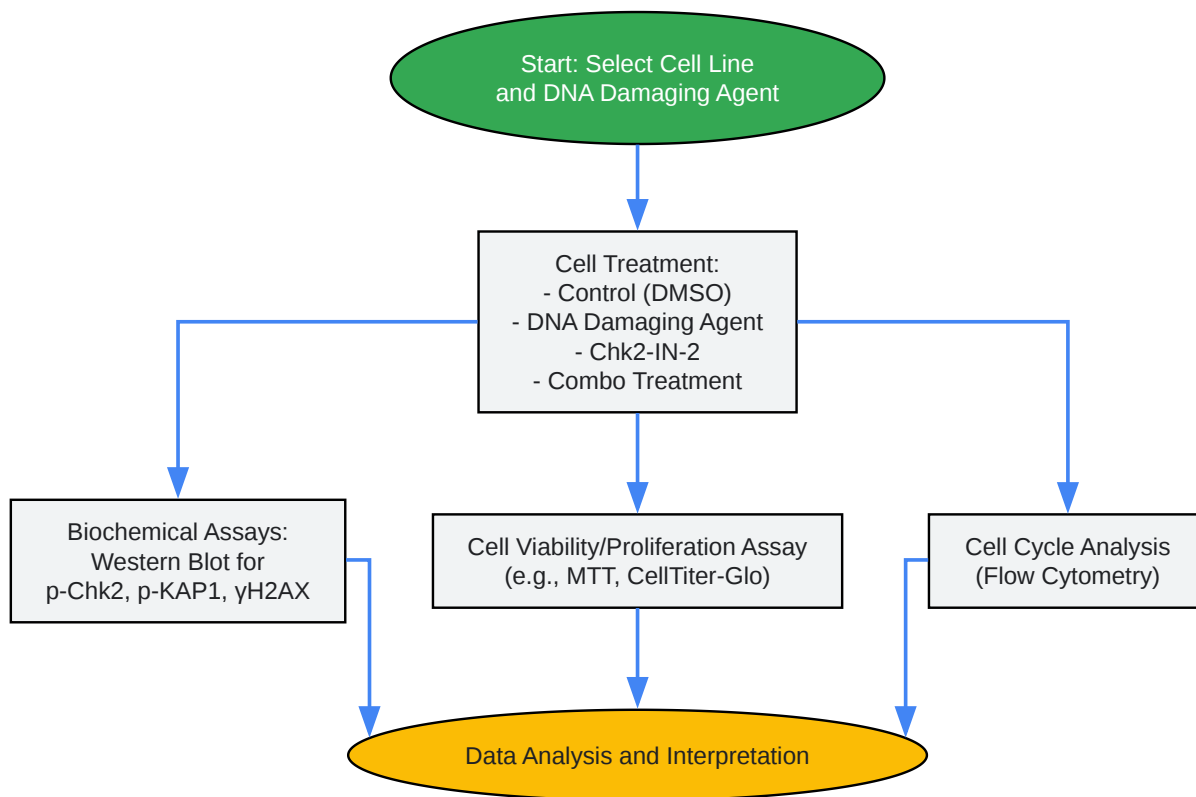 Start: Select Cell Line
and DNA Damaging Agent
Cell Treatment:
- Control (DMSO)
- DNA Damaging Agent
- Chk2-IN-2
- Combo Treatment
Biochemical Assays:
Western Blot for
p-Chk2, p-KAP1, γH2AX
Cell Viability/Proliferation Assay
(e.g., MTT, CellTiter-Glo)
Cell Cycle Analysis
(Flow Cytometry)
Data Analysis and Interpretation